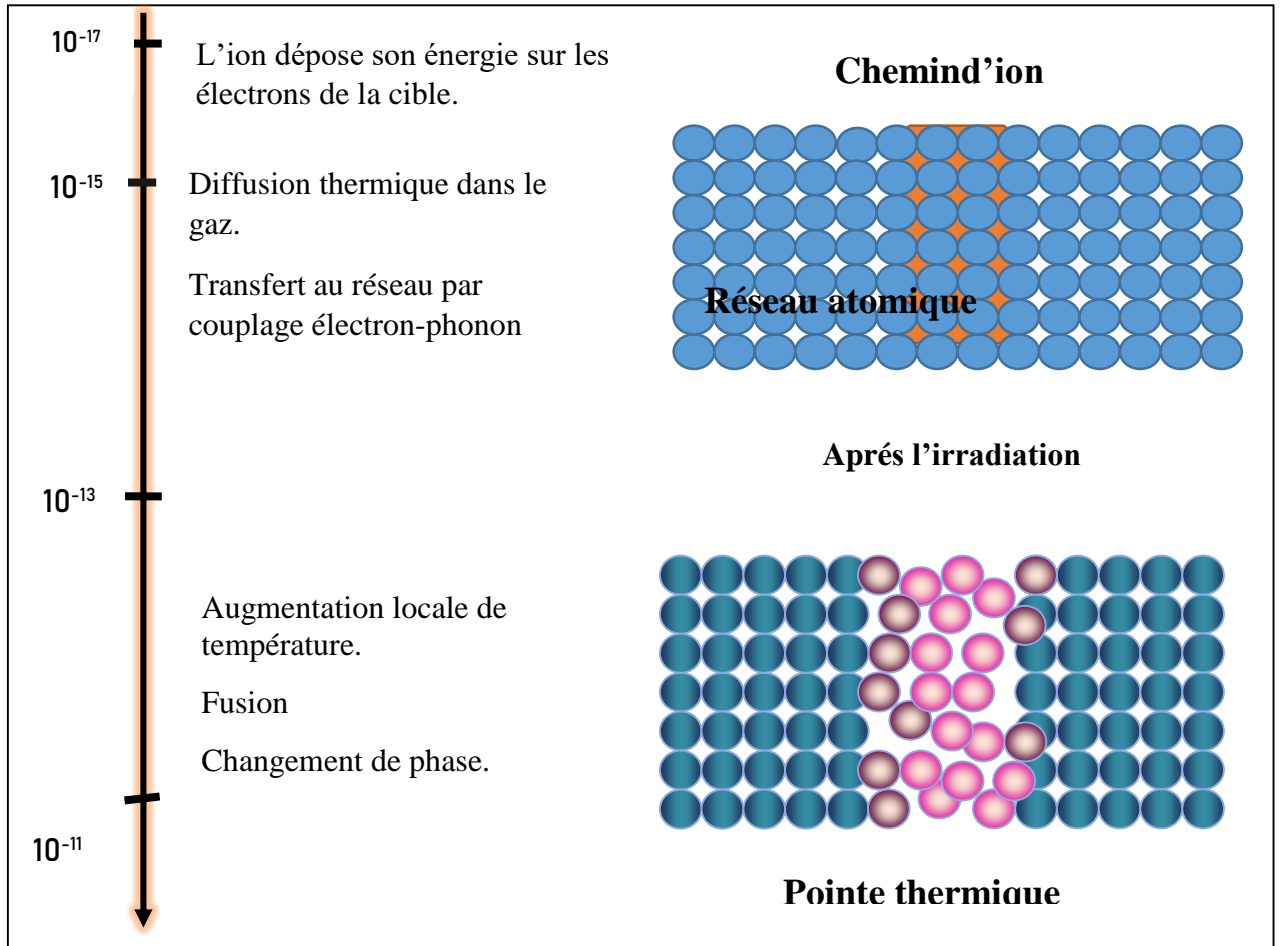 10⁻¹⁷
L’ion dépose son énergie sur les
électrons de la cible.
Chemind’ion
10⁻¹⁵
Diffusion thermique dans le
gaz.
Transfert au réseau par
couplage électron-phonon
Réseau atomique
Aprés l’irradiation
10⁻¹³
Augmentation locale de
température.
Fusion
Changement de phase.
10⁻¹¹
Pointe thermique